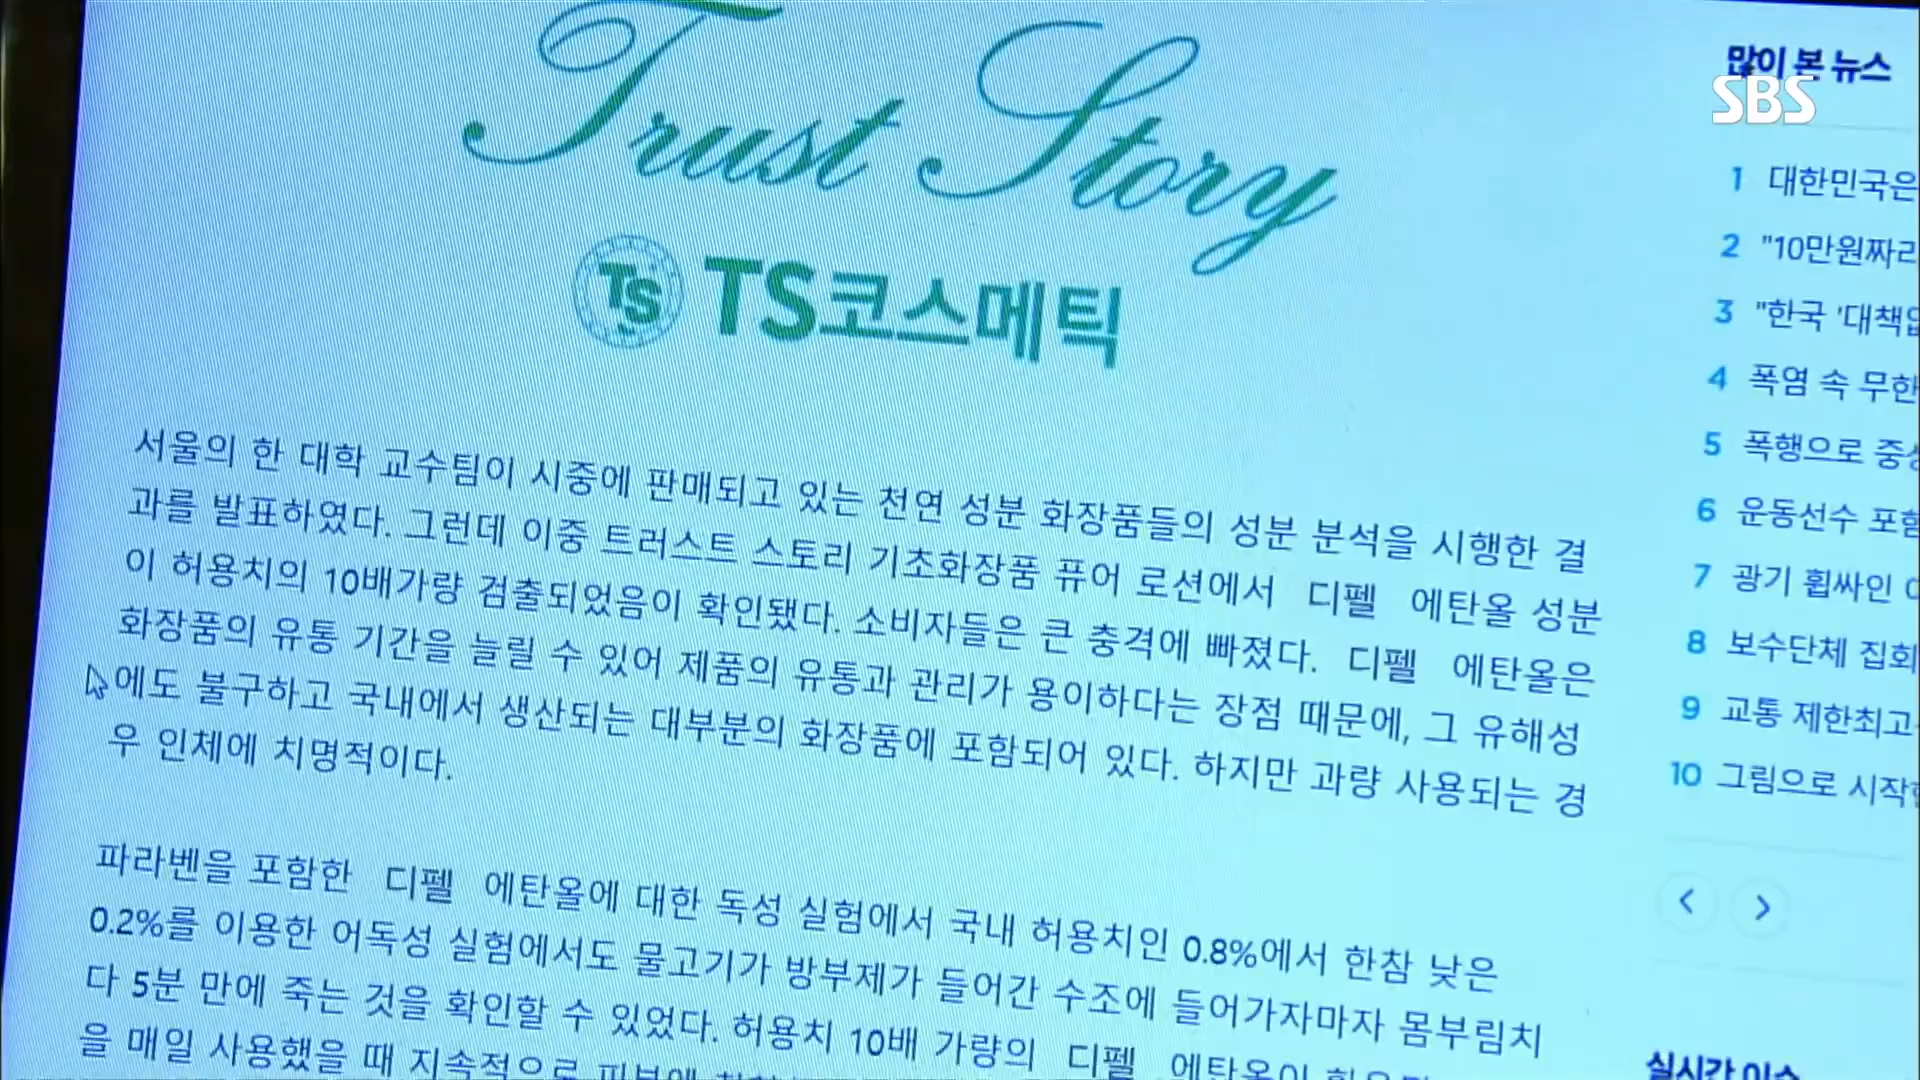 Trust Story
TS TS코스메틱
서울의 한 대학 교수팀이 시중에 판매되고 있는 천연 성분 화장품들의 성분 분석을 시행한 결
과를 발표하였다. 그런데 이중 트러스트 스토리 기초화장품 퓨어 로션에서 디펠 에탄올 성분
이 허용치의 10배가량 검출되었음이 확인됐다. 소비자들은 큰 충격에 빠졌다. 디펠 에탄올은
화장품의 유통 기간을 늘릴 수 있어 제품의 유통과 관리가 용이하다는 장점 때문에, 그 유해성
에도 불구하고 국내에서 생산되는 대부분의 화장품에 포함되어 있다. 하지만 과량 사용되는 경
우 인체에 치명적이다.
파라벤을 포함한 디펠 에탄올에 대한 독성 실험에서 국내 허용치인 0.8%에서 한참 낮은
0.2%를 이용한 어독성 실험에서도 물고기가 방부제가 들어간 수조에 들어가자마자 몸부림치
다 5분 만에 죽는 것을 확인할 수 있었다. 허용치 10배 가량의 디펠 에탄올이
을 매일 사용했을 때 지속적으로 피부에
많이 본 뉴스
SBS
1 대한민국은
2 "10만원짜리
3 "한국 '대책없
4 폭염 속 무한
5 폭행으로 중상
6 운동선수 포함
7 광기 휩싸인
8 보수단체 집회
9 교통 제한최고
10 그림으로 시작
실시간 이슈